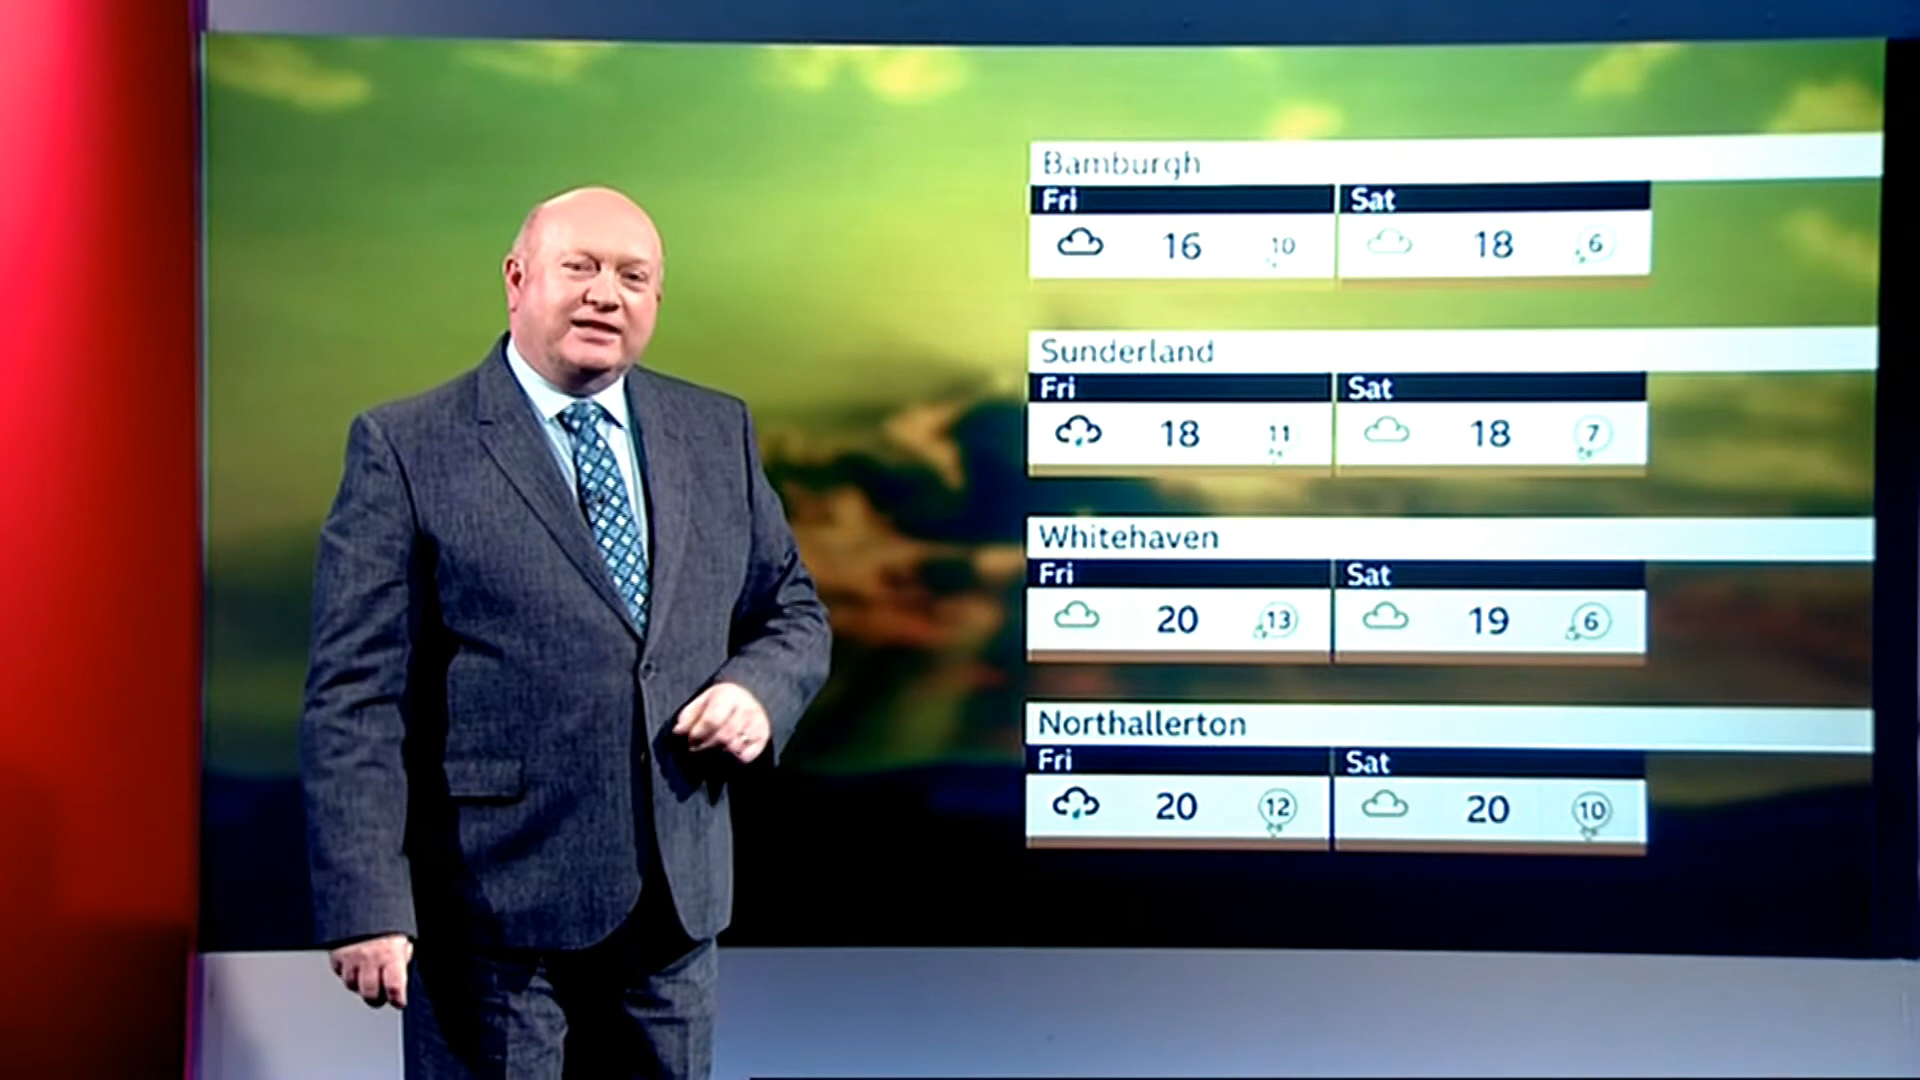 Bamburgh
Fri Sat
16 10 18 6
Sunderland
Fri Sat
18 11 18 7
Whitehaven
Fri Sat
20 13 19 6
Northallerton
Fri Sat
20 12 20 10